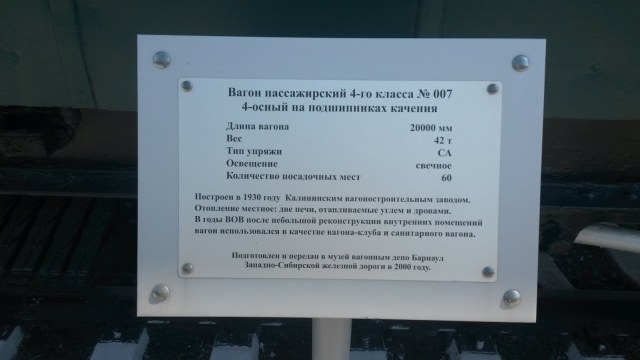 Вагон пассажирский 4-го класса № 007
4-осный на подшипниках качения
Длина вагона 20000 мм
Вес 42 т
Тип упряжи СА
Освещение свечное
Количество посадочных мест 60
Построен в 1930 году Калининским вагоностроительным заводом.
Отопление местное: две печи, отапливаемые углем и дровами.
В годы ВОВ после небольшой реконструкции внутренних помещений
вагон использовался в качестве вагона-клуба и санитарного вагона.
Подготовлен и передан в музей вагонным депо Барнаул
Западно-Сибирской железной дороги в 2000 году.